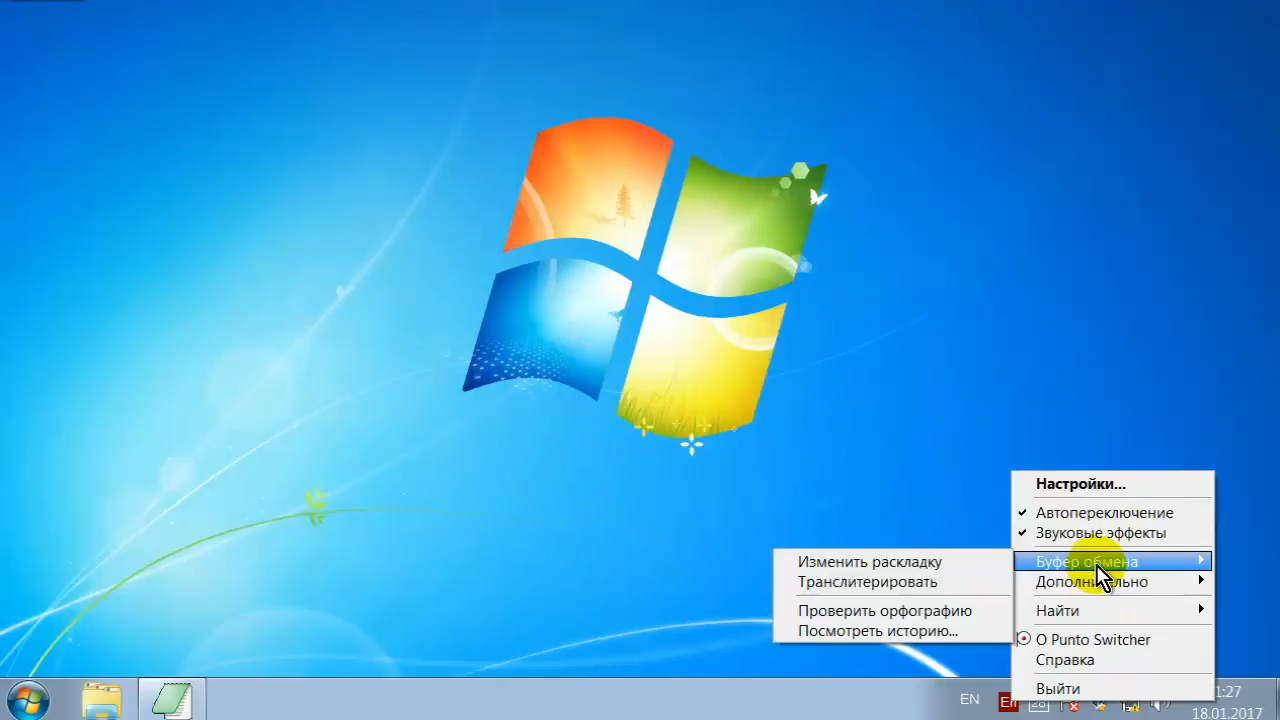 Настройки...
Автопереключение
Звуковые эффекты
Буфер обмена
Дополнительно
Найти
О Punto Switcher
Справка
Выйти
Изменить раскладку
Транслитерировать
Проверить орфографию
Посмотреть историю...
EN
En
28
:27
18.01.2017